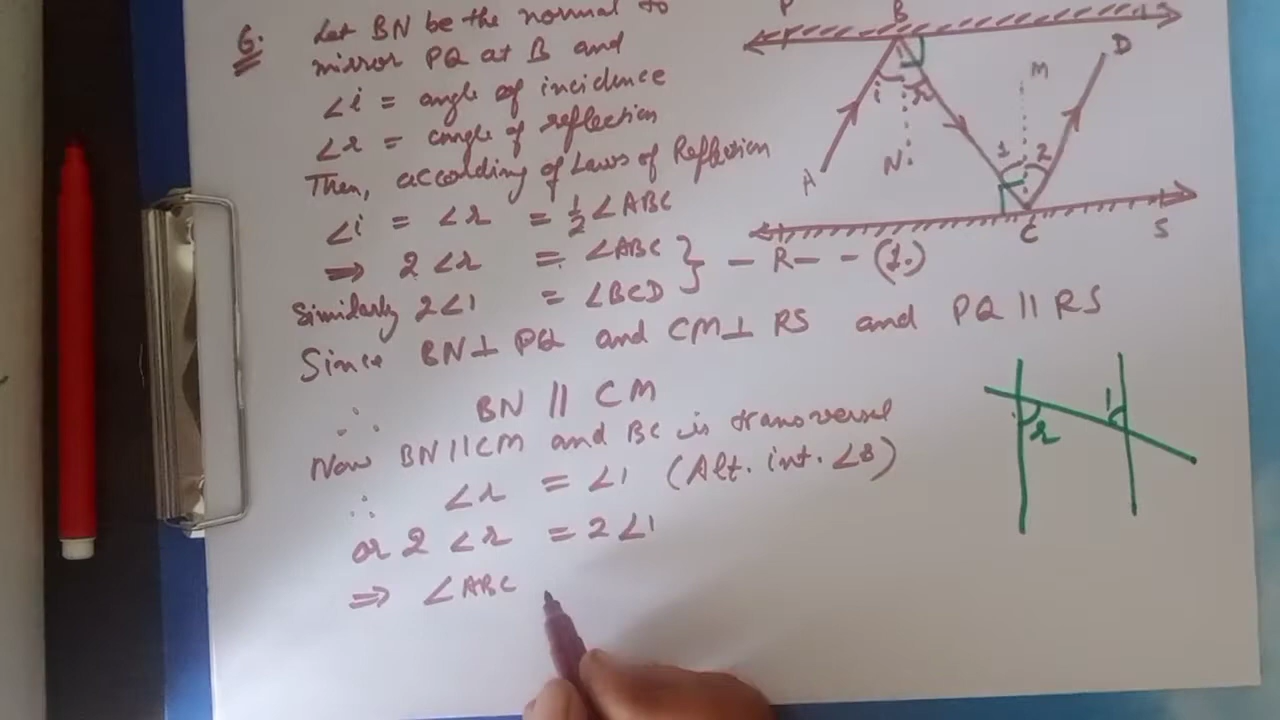 6. Let BN be the normal to
mirror PQ at B and
∠i = angle of incidence
∠r = angle of reflection
Then, according of Laws of Reflection
∠i = ∠r = 1/2 ∠ABC
⇒ 2 ∠r = ∠ABC
Similarly 2∠1 = ∠BCD } - - - (1.)
Since BN ⊥ PQ and CM ⊥ RS and PQ || RS
∴ BN || CM
Now BN || CM and BC is transversel
∴ ∠r = ∠1 (Alt. int. ∠s)
or 2 ∠r = 2 ∠1
⇒ ∠ABC
P B
D
M
i r
N
1 2
A
R C S
r 1